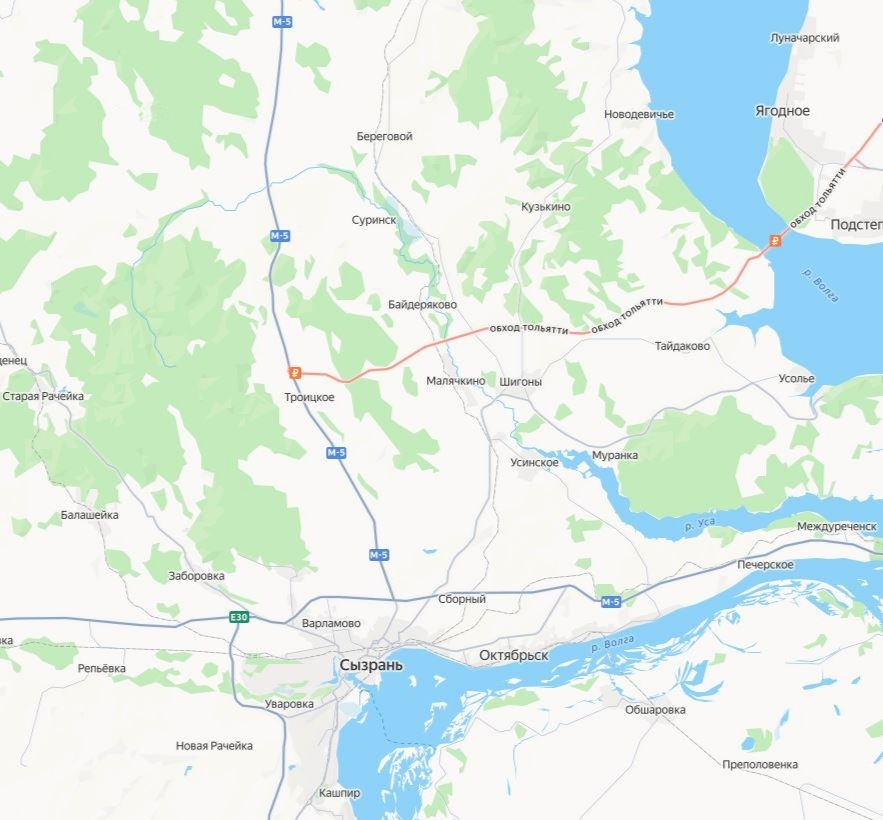 М-5
Луначарский
Ягодное
Новодевичье
Береговой
ОБХОД ТОЛЬЯТТИ
Кузькино
Суринск
Подстеп
М-5
₽
р. Волга
Байдеряково
ОБХОД ТОЛЬЯТТИ
ОБХОД ТОЛЬЯТТИ
Тайдаково
денец
₽
Малячкино
Шигоны
Усолье
Старая Рачейка
Троицкое
М-5
Усинское
Муранка
Балашейка
р. Уса
Междуреченск
М-5
Печерское
Заборовка
Сборный
М-5
E30
Варламово
вка
р. Волга
Октябрьск
Сызрань
Репьёвка
Уваровка
Обшаровка
Новая Рачейка
Преполовенка
Кашпир